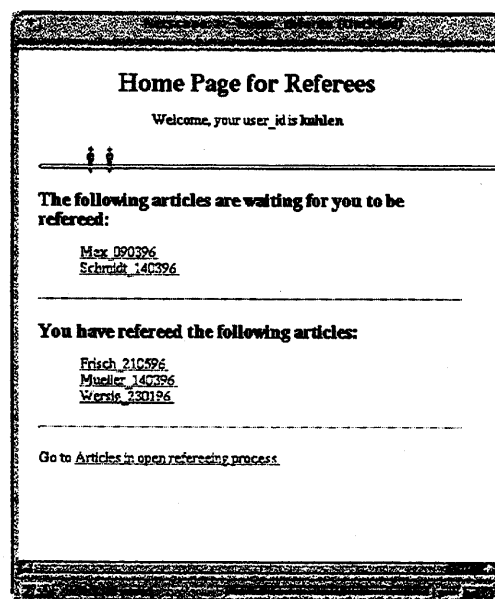 Home Page for Referees
Welcome, your user_id is kuhlen
The following articles are waiting for you to be
refereed:
Max_090396
Schmidt_140396
You have refereed the following articles:
Frisch_210596
Mueller_140396
Wersig_230196
Go to Articles in open refereeing process